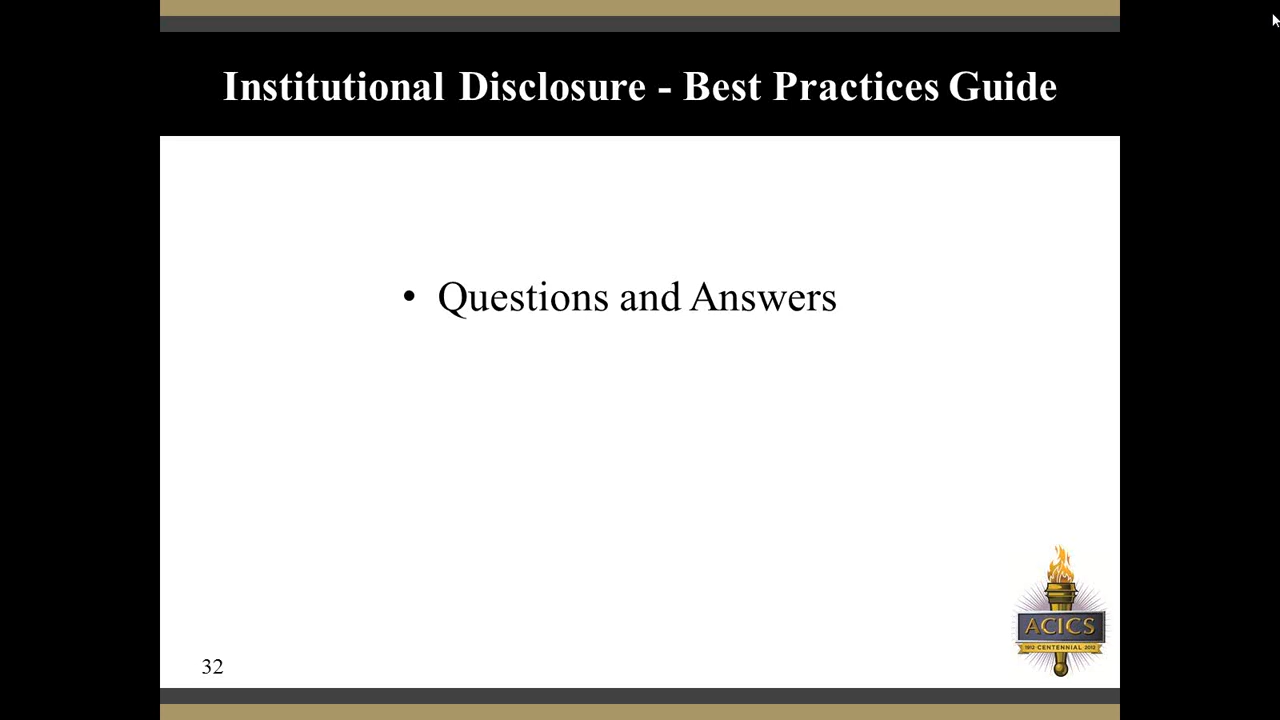 Institutional Disclosure - Best Practices Guide
• Questions and Answers
ACICS
1912 CENTENNIAL 2012
32